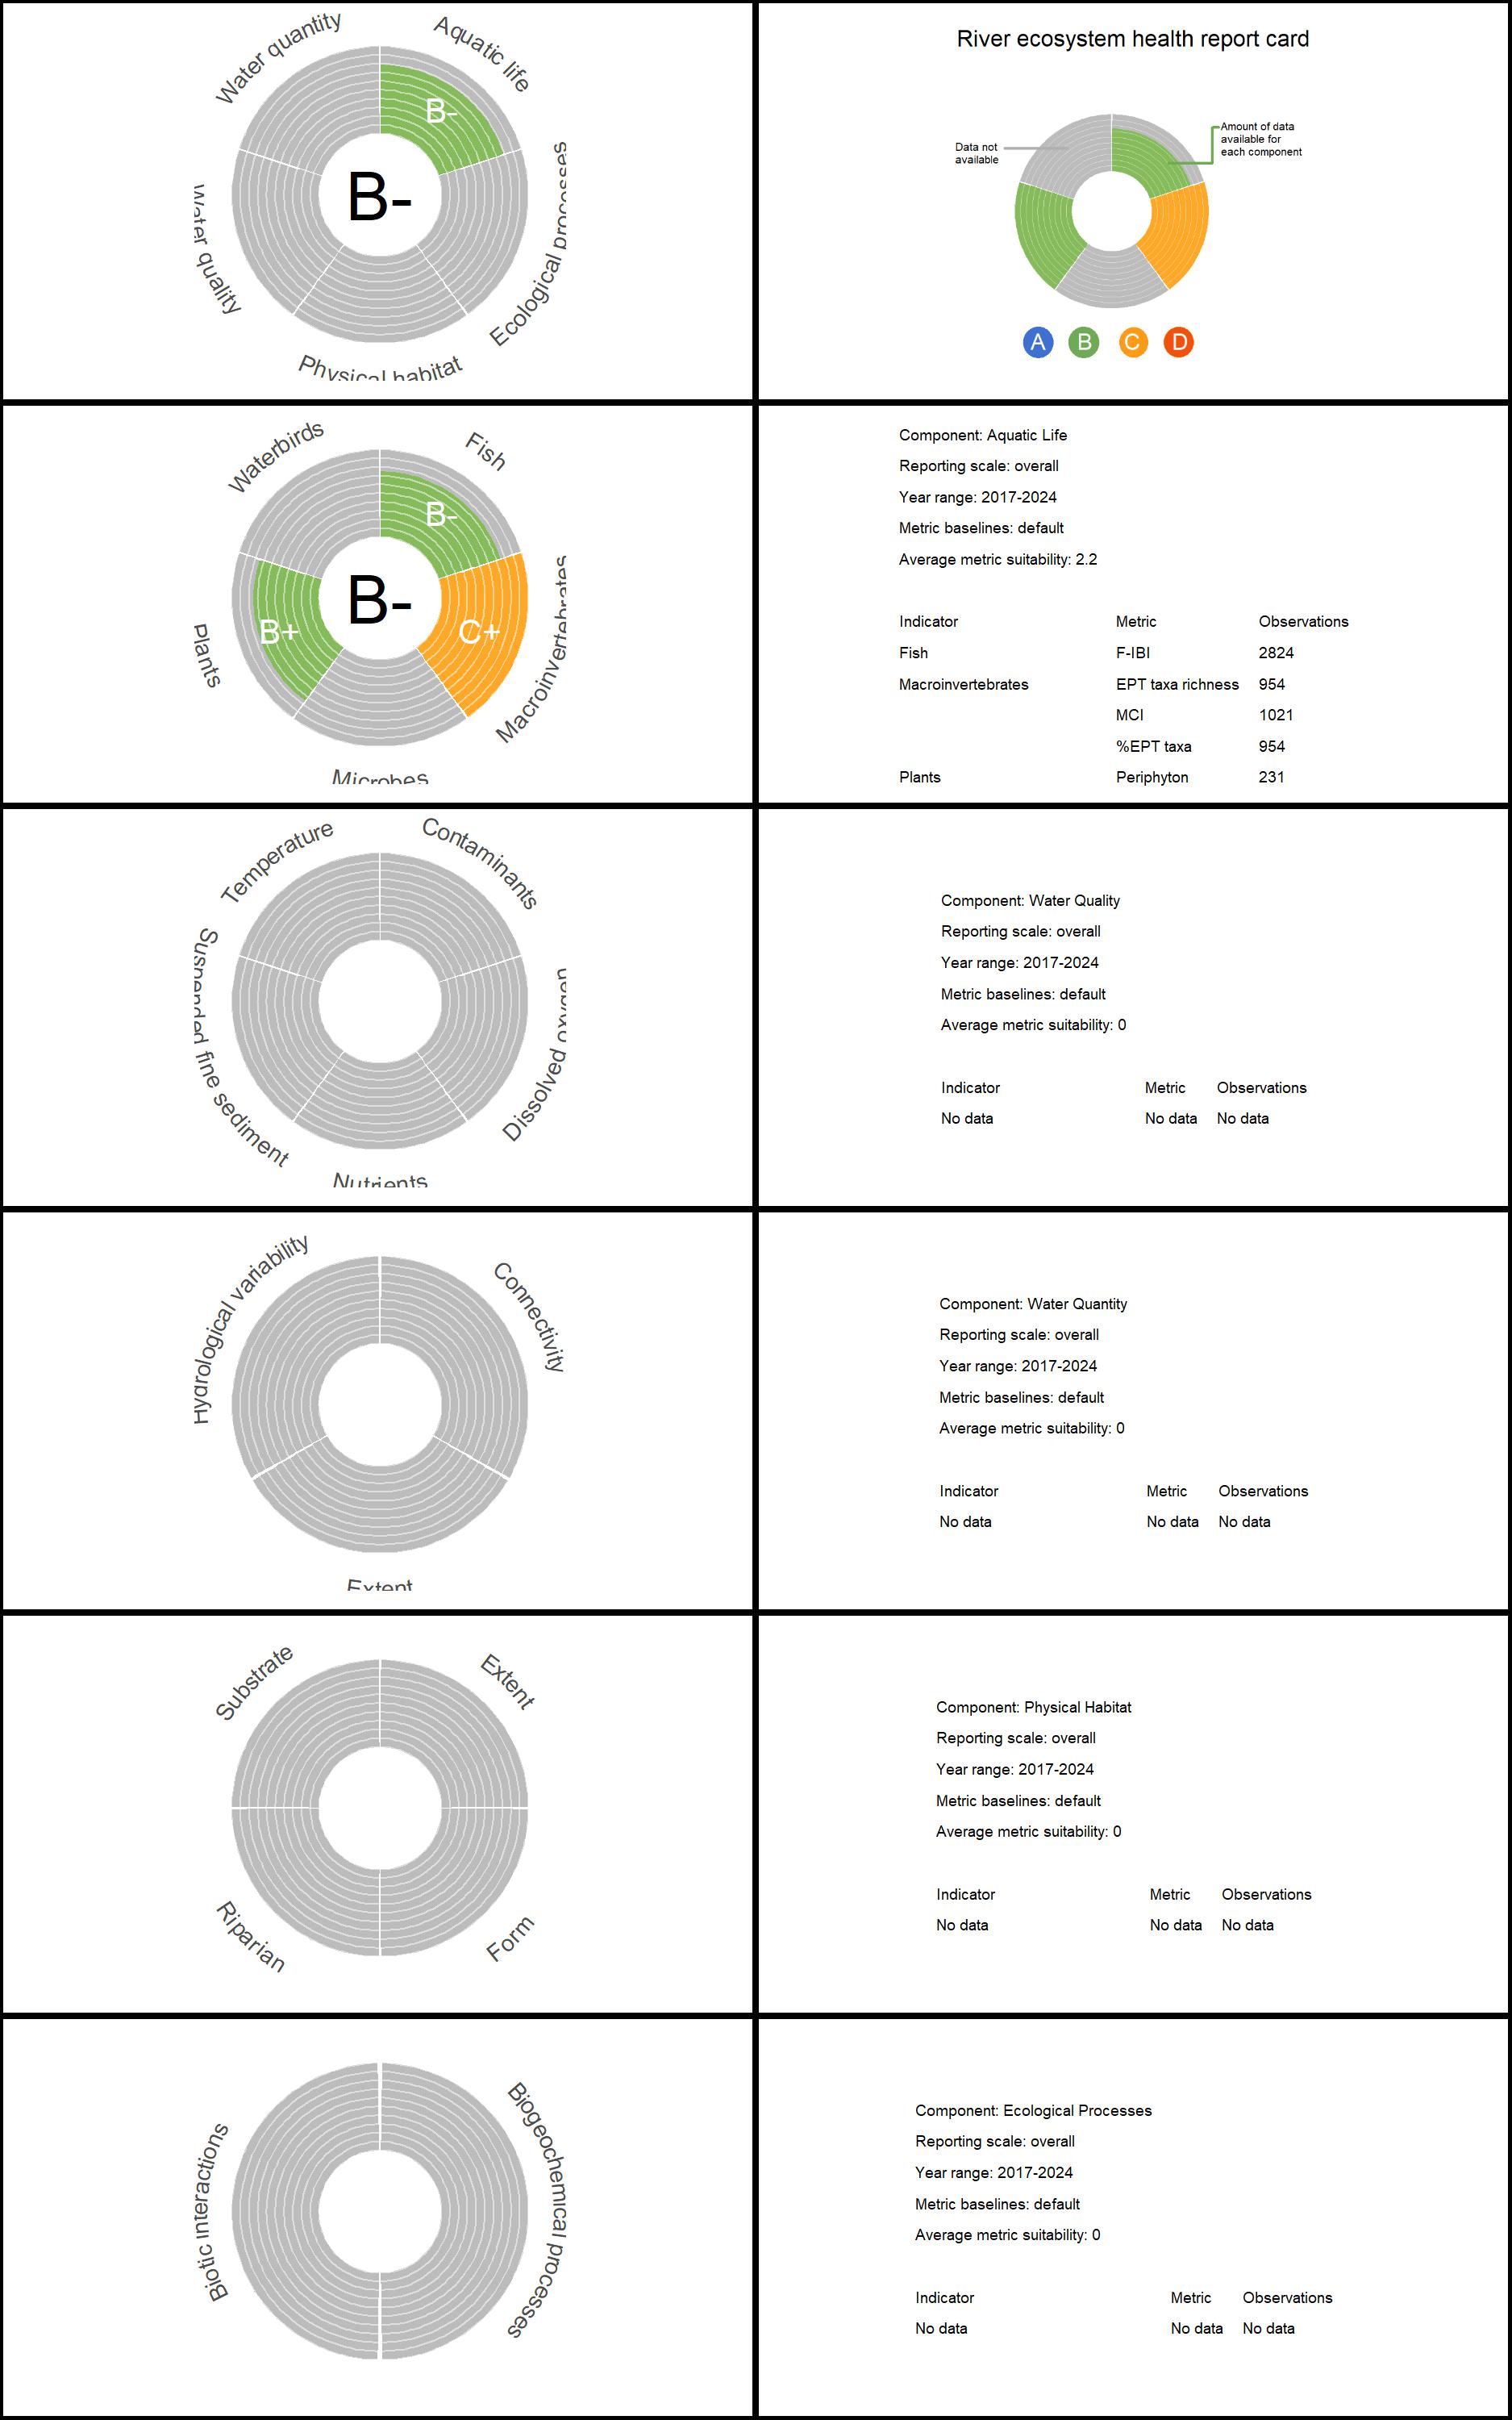 Water quantity
Aquatic life
B-
B-
Water quality
Ecological processes
Physical habitat
River ecosystem health report card
Data not
available
Amount of data
available for
each component
A B C D
Waterbirds
Fish
B-
B-
B+
C+
Plants
Macroinvertebrates
Microbes
Component: Aquatic Life
Reporting scale: overall
Year range: 2017-2024
Metric baselines: default
Average metric suitability: 2.2
Indicator Metric Observations
Fish F-IBI 2824
Macroinvertebrates EPT taxa richness 954
MCI 1021
%EPT taxa 954
Plants Periphyton 231
Temperature
Contaminants
Suspended fine sediment
Dissolved oxygen
Nutrients
Component: Water Quality
Reporting scale: overall
Year range: 2017-2024
Metric baselines: default
Average metric suitability: 0
Indicator Metric Observations
No data No data No data
Hydrological variability
Connectivity
Extent
Component: Water Quantity
Reporting scale: overall
Year range: 2017-2024
Metric baselines: default
Average metric suitability: 0
Indicator Metric Observations
No data No data No data
Substrate
Extent
Riparian
Form
Component: Physical Habitat
Reporting scale: overall
Year range: 2017-2024
Metric baselines: default
Average metric suitability: 0
Indicator Metric Observations
No data No data No data
Biotic interactions
Biogeochemical processes
Component: Ecological Processes
Reporting scale: overall
Year range: 2017-2024
Metric baselines: default
Average metric suitability: 0
Indicator Metric Observations
No data No data No data